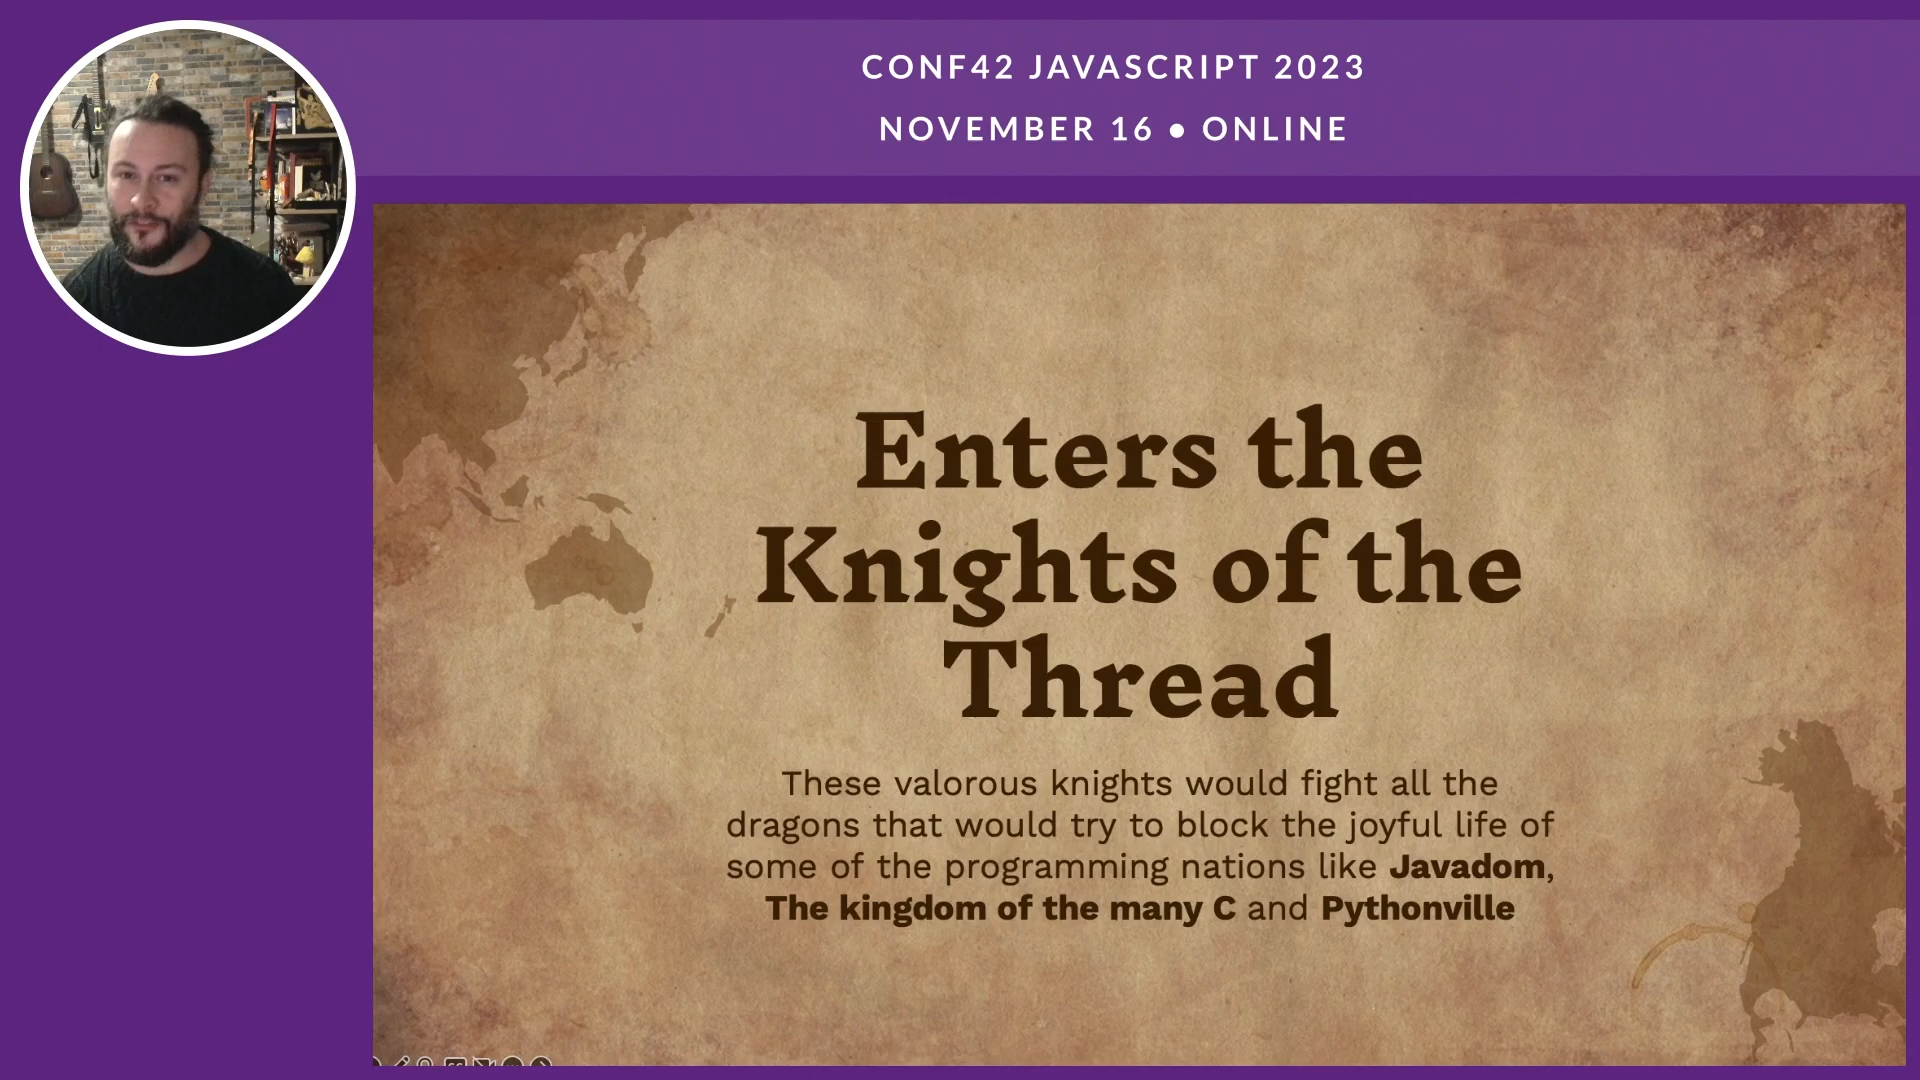 CONF42 JAVASCRIPT 2023
NOVEMBER 16 • ONLINE
Enters the
Knights of the
Thread
These valorous knights would fight all the
dragons that would try to block the joyful life of
some of the programming nations like Javadom,
The kingdom of the many C and Pythonville